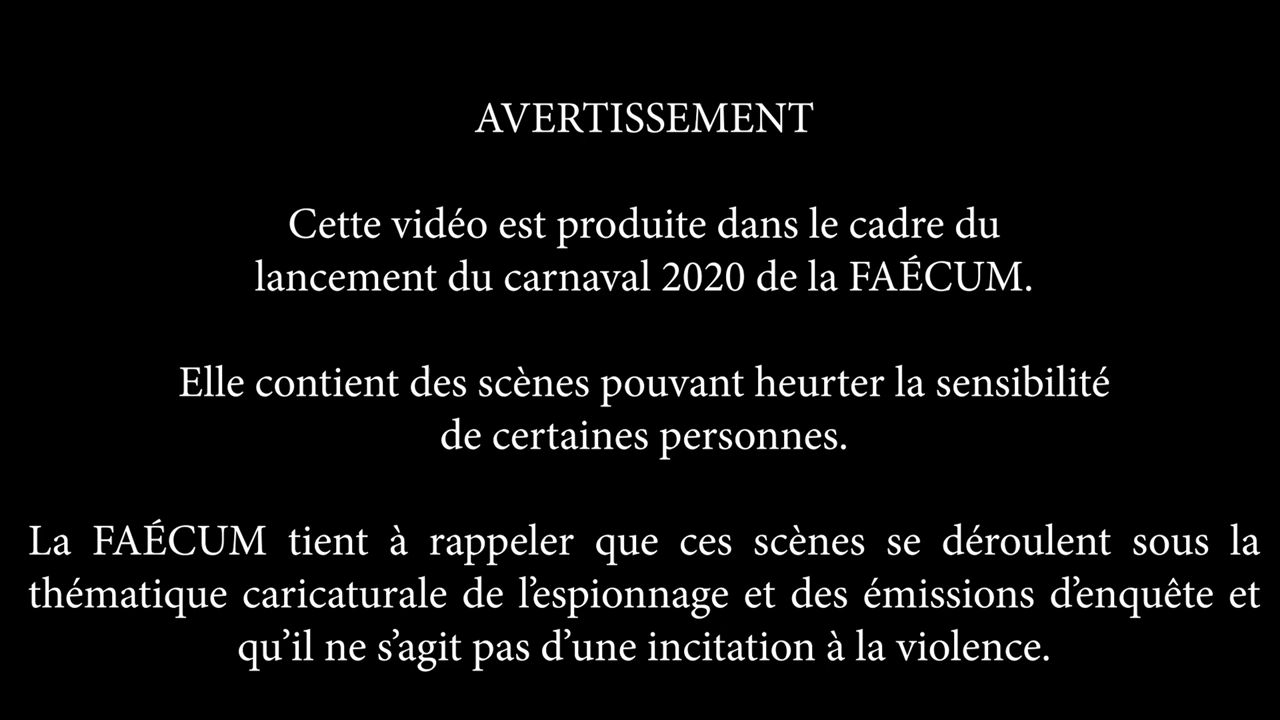 AVERTISSEMENT
Cette vidéo est produite dans le cadre du
lancement du carnaval 2020 de la FAÉCUM.
Elle contient des scènes pouvant heurter la sensibilité
de certaines personnes.
La FAÉCUM tient à rappeler que ces scènes se déroulent sous la
thématique caricaturale de l’espionnage et des émissions d’enquête et
qu’il ne s’agit pas d’une incitation à la violence.